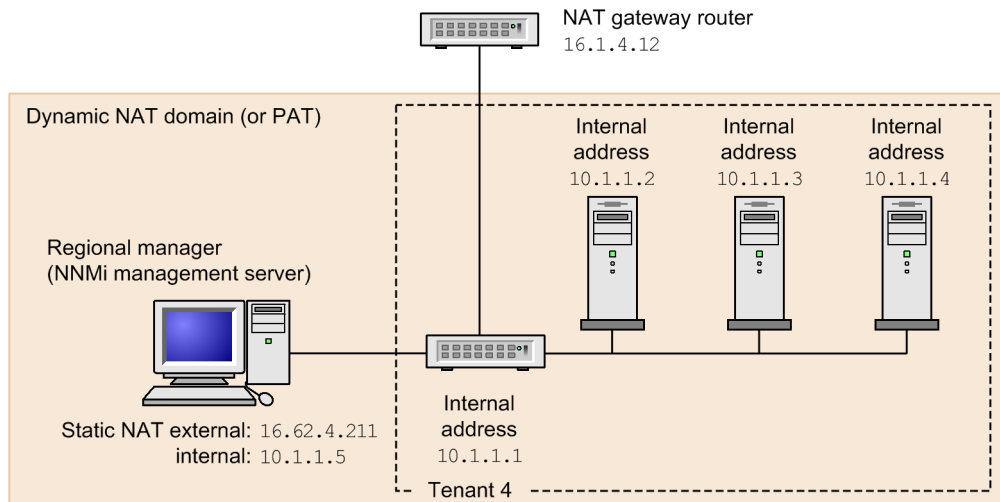 NAT gateway router
16.1.4.12
Dynamic NAT domain (or PAT)
Internal
address
10.1.1.2
Internal
address
10.1.1.3
Internal
address
10.1.1.4
Regional manager
(NNMi management server)
Static NAT external: 16.62.4.211
internal: 10.1.1.5
Internal
address
10.1.1.1
Tenant 4